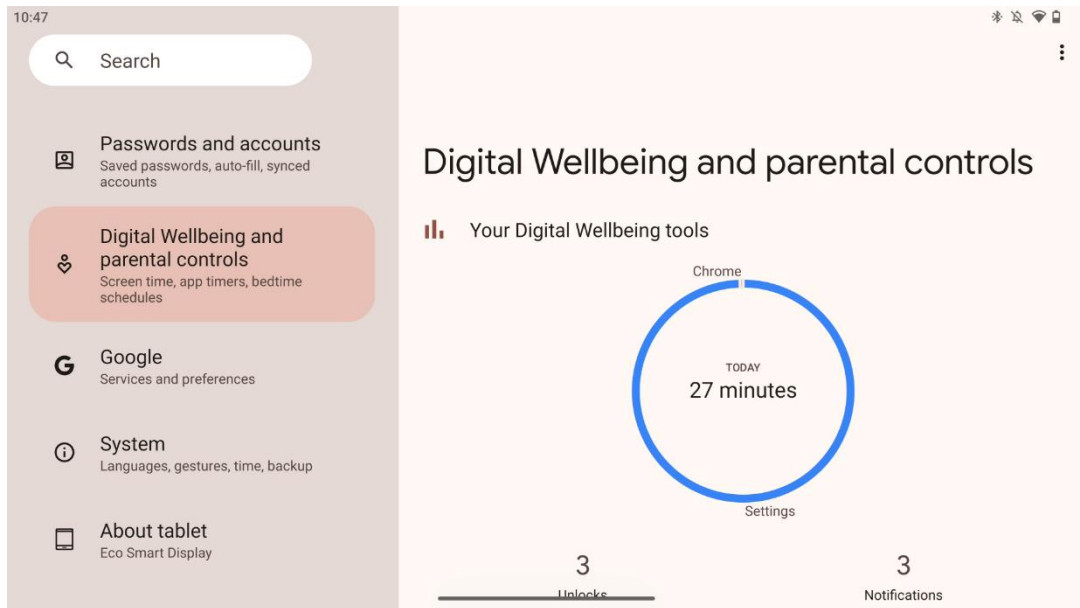 10:47
Search
Passwords and accounts
Saved passwords, auto-fill, synced
accounts
Digital Wellbeing and
parental controls
Screen time, app timers, bedtime
schedules
Google
Services and preferences
System
Languages, gestures, time, backup
About tablet
Eco Smart Display
Digital Wellbeing and parental controls
Your Digital Wellbeing tools
Chrome
TODAY
27 minutes
Settings
3
Unlocks
3
Notifications